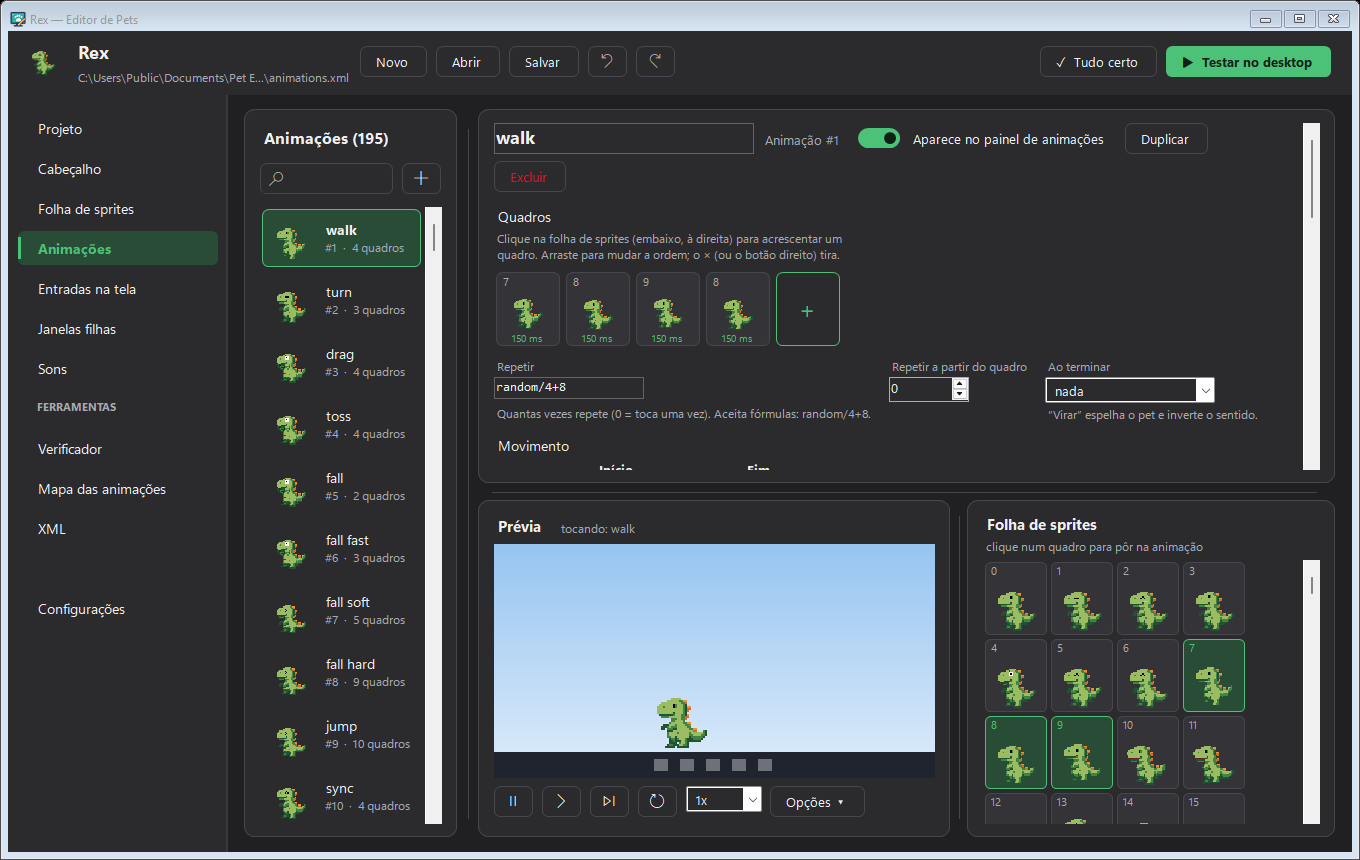 Rex — Editor de Pets
Rex
C:\Users\Public\Documents\Pet E...\animations.xml
Novo
Abrir
Salvar
✓ Tudo certo
▶ Testar no desktop
Projeto
Cabeçalho
Folha de sprites
Animações
Entradas na tela
Janelas filhas
Sons
FERRAMENTAS
Verificador
Mapa das animações
XML
Configurações
Animações (195)
+
walk
#1 · 4 quadros
turn
#2 · 3 quadros
drag
#3 · 4 quadros
toss
#4 · 4 quadros
fall
#5 · 2 quadros
fall fast
#6 · 3 quadros
fall soft
#7 · 5 quadros
fall hard
#8 · 9 quadros
jump
#9 · 10 quadros
sync
#10 · 4 quadros
walk
Animação #1
Aparece no painel de animações
Duplicar
Excluir
Quadros
Clique na folha de sprites (embaixo, à direita) para acrescentar um
quadro. Arraste para mudar a ordem; o × (ou o botão direito) tira.
7 8 9 8
+
150 ms 150 ms 150 ms 150 ms
Repetir
random/4+8
Quantas vezes repete (0 = toca uma vez). Aceita fórmulas: random/4+8.
Repetir a partir do quadro
0
Ao terminar
nada
“Virar” espelha o pet e inverte o sentido.
Movimento
Início Fim
Prévia
tocando: walk
1x
Opções ▾
Folha de sprites
clique num quadro para pôr na animação
0 1 2 3
4 5 6 7
8 9 10 11
12 13 14 15